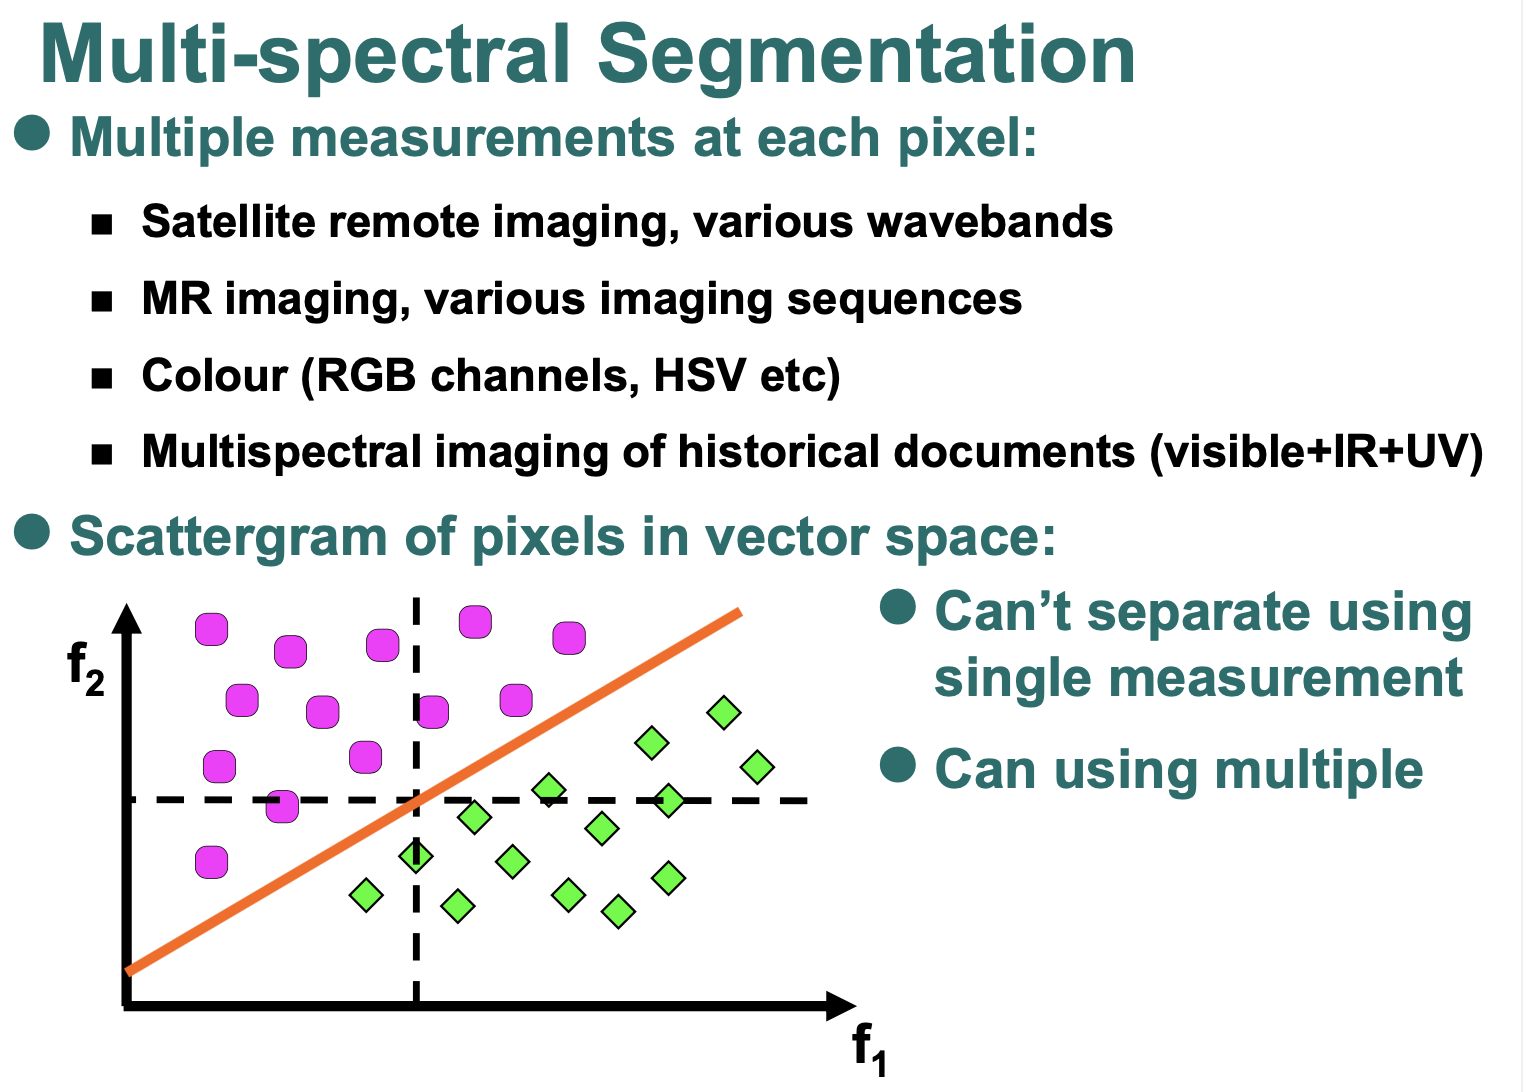 Multi-spectral Segmentation
Multiple measurements at each pixel:
Satellite remote imaging, various wavebands
MR imaging, various imaging sequences
Colour (RGB channels, HSV etc)
Multispectral imaging of historical documents (visible+IR+UV)
Scattergram of pixels in vector space:
f2
f1
Can’t separate using
single measurement
Can using multiple